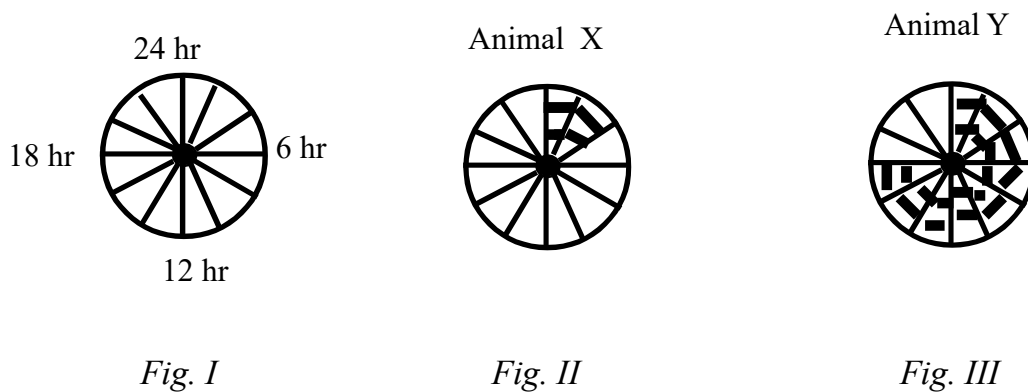 24 hr
18 hr
6 hr
12 hr
Fig. I
Animal X
Fig. II
Animal Y
Fig. III